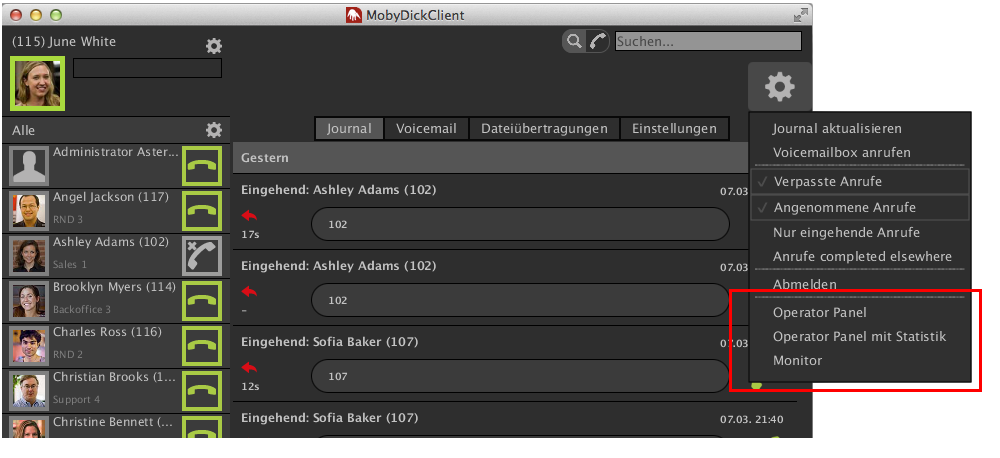 MobyDickClient
(115) June White
Suchen...
Alle
Administrator Aster...
Angel Jackson (117)
RND 3
Ashley Adams (102)
Sales 1
Brooklyn Myers (114)
Backoffice 3
Charles Ross (116)
RND 2
Christian Brooks (1...
Support 4
Christine Bennett (...
Journal Voicemail Dateiübertragungen Einstellungen
Gestern
Eingehend: Ashley Adams (102) 07.03
17s 102
Eingehend: Ashley Adams (102) 07.03.
– 102
Eingehend: Sofia Baker (107) 07.03
12s 107
Eingehend: Sofia Baker (107) 07.03. 21:40
Journal aktualisieren
Voicemailbox anrufen
✓ Verpasste Anrufe
✓ Angenommene Anrufe
Nur eingehende Anrufe
Anrufe completed elsewhere
Abmelden
Operator Panel
Operator Panel mit Statistik
Monitor